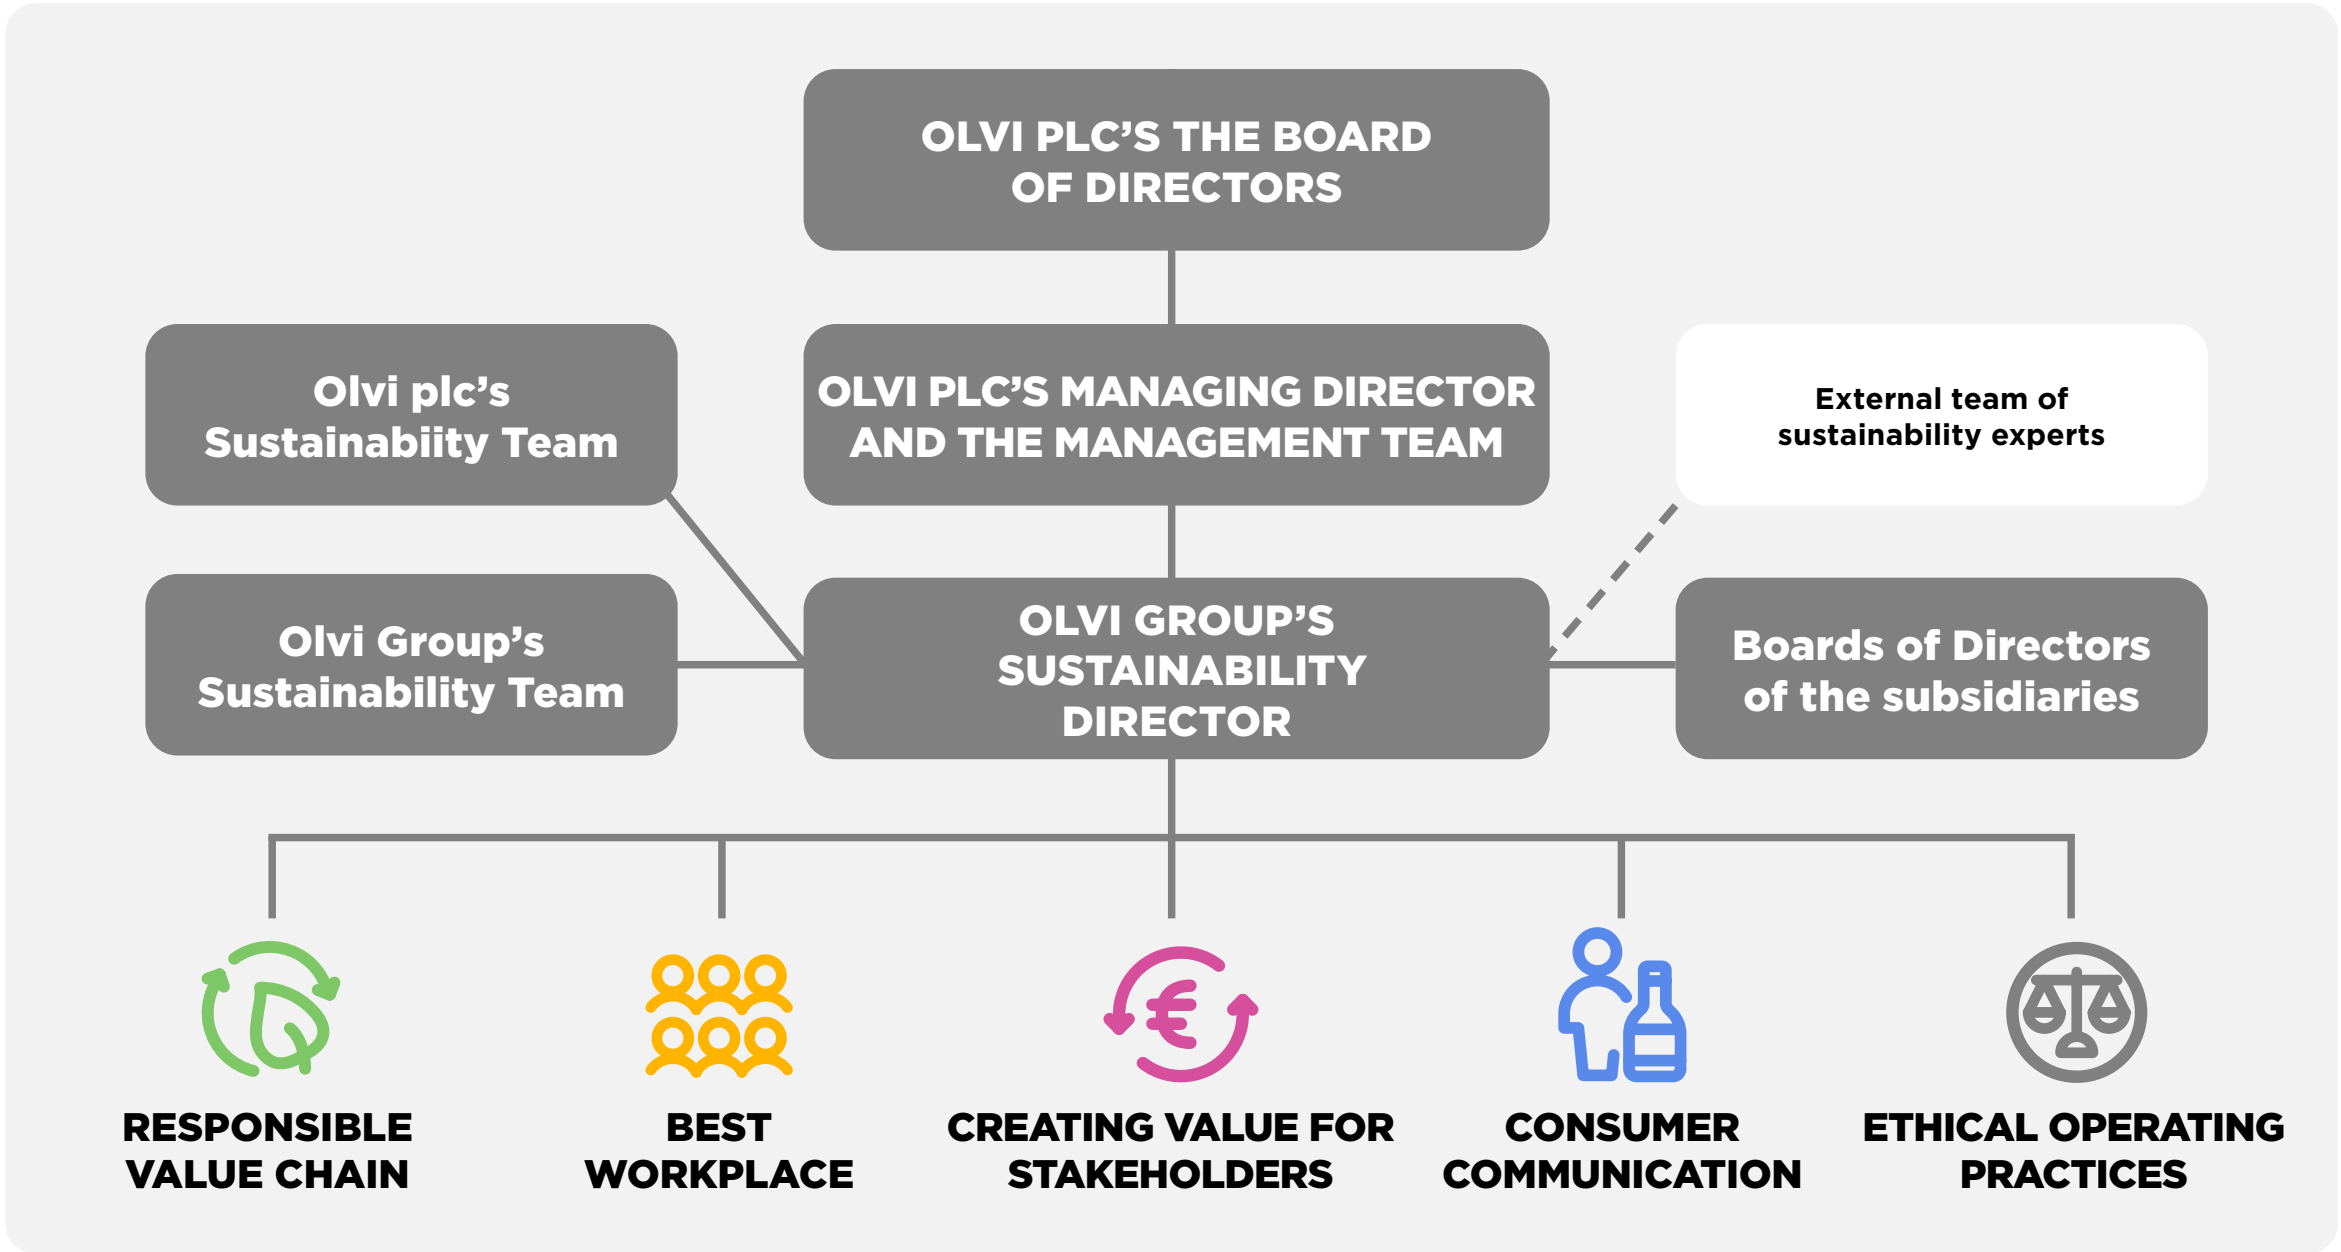 OLVI PLC’S THE BOARD
OF DIRECTORS
Olvi plc’s
Sustainabiity Team
OLVI PLC’S MANAGING DIRECTOR
AND THE MANAGEMENT TEAM
External team of
sustainability experts
Olvi Group’s
Sustainability Team
OLVI GROUP’S
SUSTAINABILITY
DIRECTOR
Boards of Directors
of the subsidiaries
RESPONSIBLE
VALUE CHAIN
BEST
WORKPLACE
CREATING VALUE FOR
STAKEHOLDERS
CONSUMER
COMMUNICATION
ETHICAL OPERATING
PRACTICES